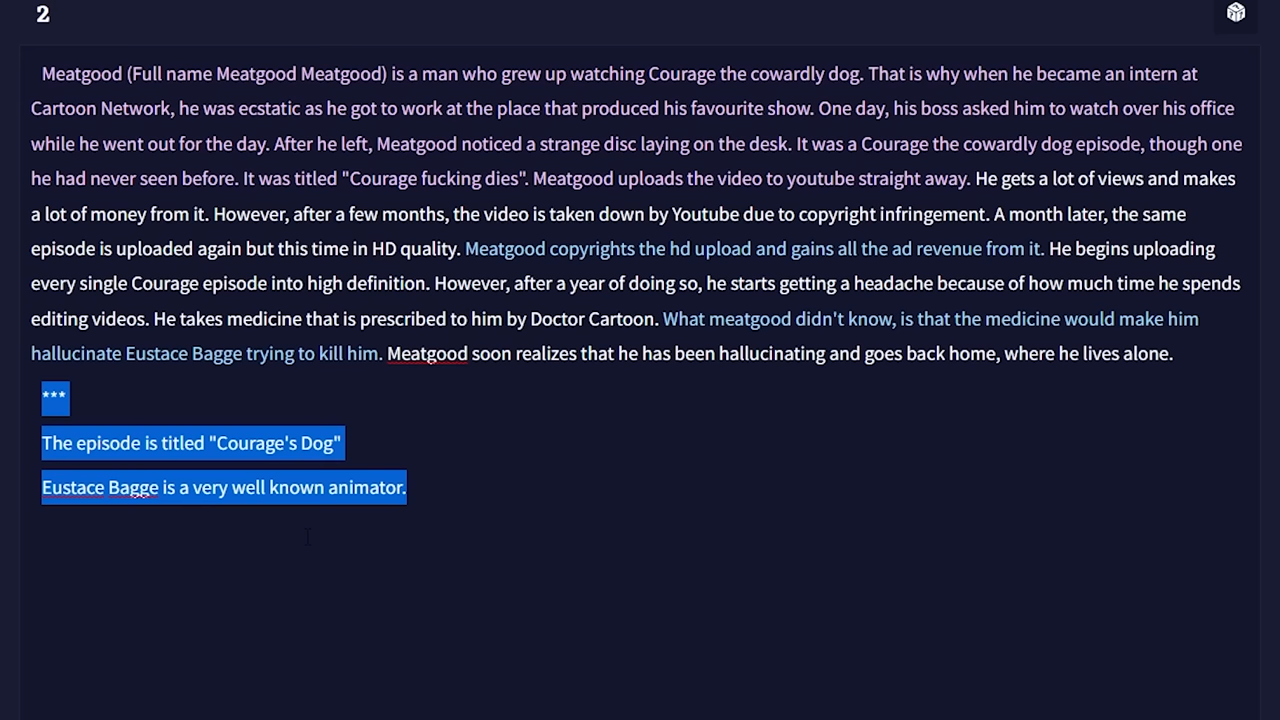 2
Meatgood (Full name Meatgood Meatgood) is a man who grew up watching Courage the cowardly dog. That is why when he became an intern at
Cartoon Network, he was ecstatic as he got to work at the place that produced his favourite show. One day, his boss asked him to watch over his office
while he went out for the day. After he left, Meatgood noticed a strange disc laying on the desk. It was a Courage the cowardly dog episode, though one
he had never seen before. It was titled "Courage fucking dies". Meatgood uploads the video to youtube straight away. He gets a lot of views and makes
a lot of money from it. However, after a few months, the video is taken down by Youtube due to copyright infringement. A month later, the same
episode is uploaded again but this time in HD quality. Meatgood copyrights the hd upload and gains all the ad revenue from it. He begins uploading
every single Courage episode into high definition. However, after a year of doing so, he starts getting a headache because of how much time he spends
editing videos. He takes medicine that is prescribed to him by Doctor Cartoon. What meatgood didn't know, is that the medicine would make him
hallucinate Eustace Bagge trying to kill him. Meatgood soon realizes that he has been hallucinating and goes back home, where he lives alone.
***
The episode is titled "Courage's Dog"
Eustace Bagge is a very well known animator.